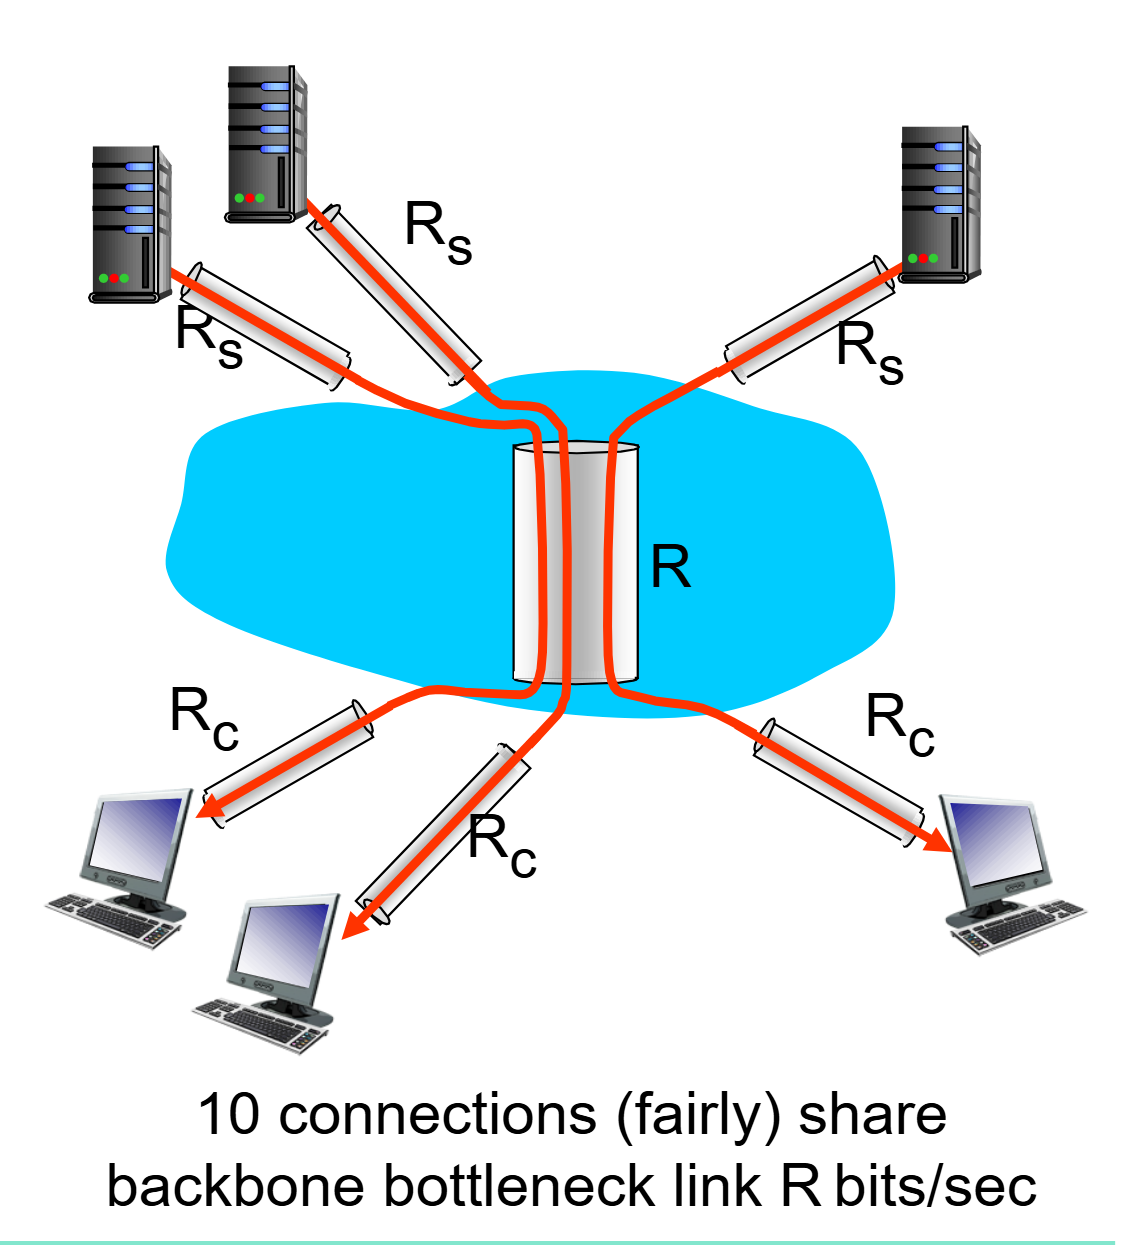 R_s
R_s
R_s
R
R_c
R_c
R_c
10 connections (fairly) share
backbone bottleneck link R bits/sec